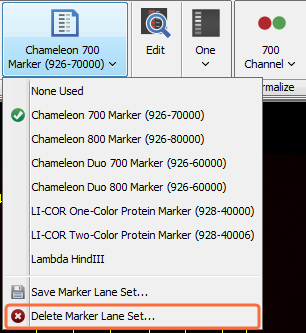 Chameleon 700
Marker (926-70000)
Edit
One
700
Channel
rmalize
None Used
Chameleon 700 Marker (926-70000)
Chameleon 800 Marker (926-80000)
Chameleon Duo 700 Marker (926-60000)
Chameleon Duo 800 Marker (926-60000)
LI-COR One-Color Protein Marker (928-40000)
LI-COR Two-Color Protein Marker (928-40006)
Lambda HindIII
Save Marker Lane Set...
Delete Marker Lane Set...